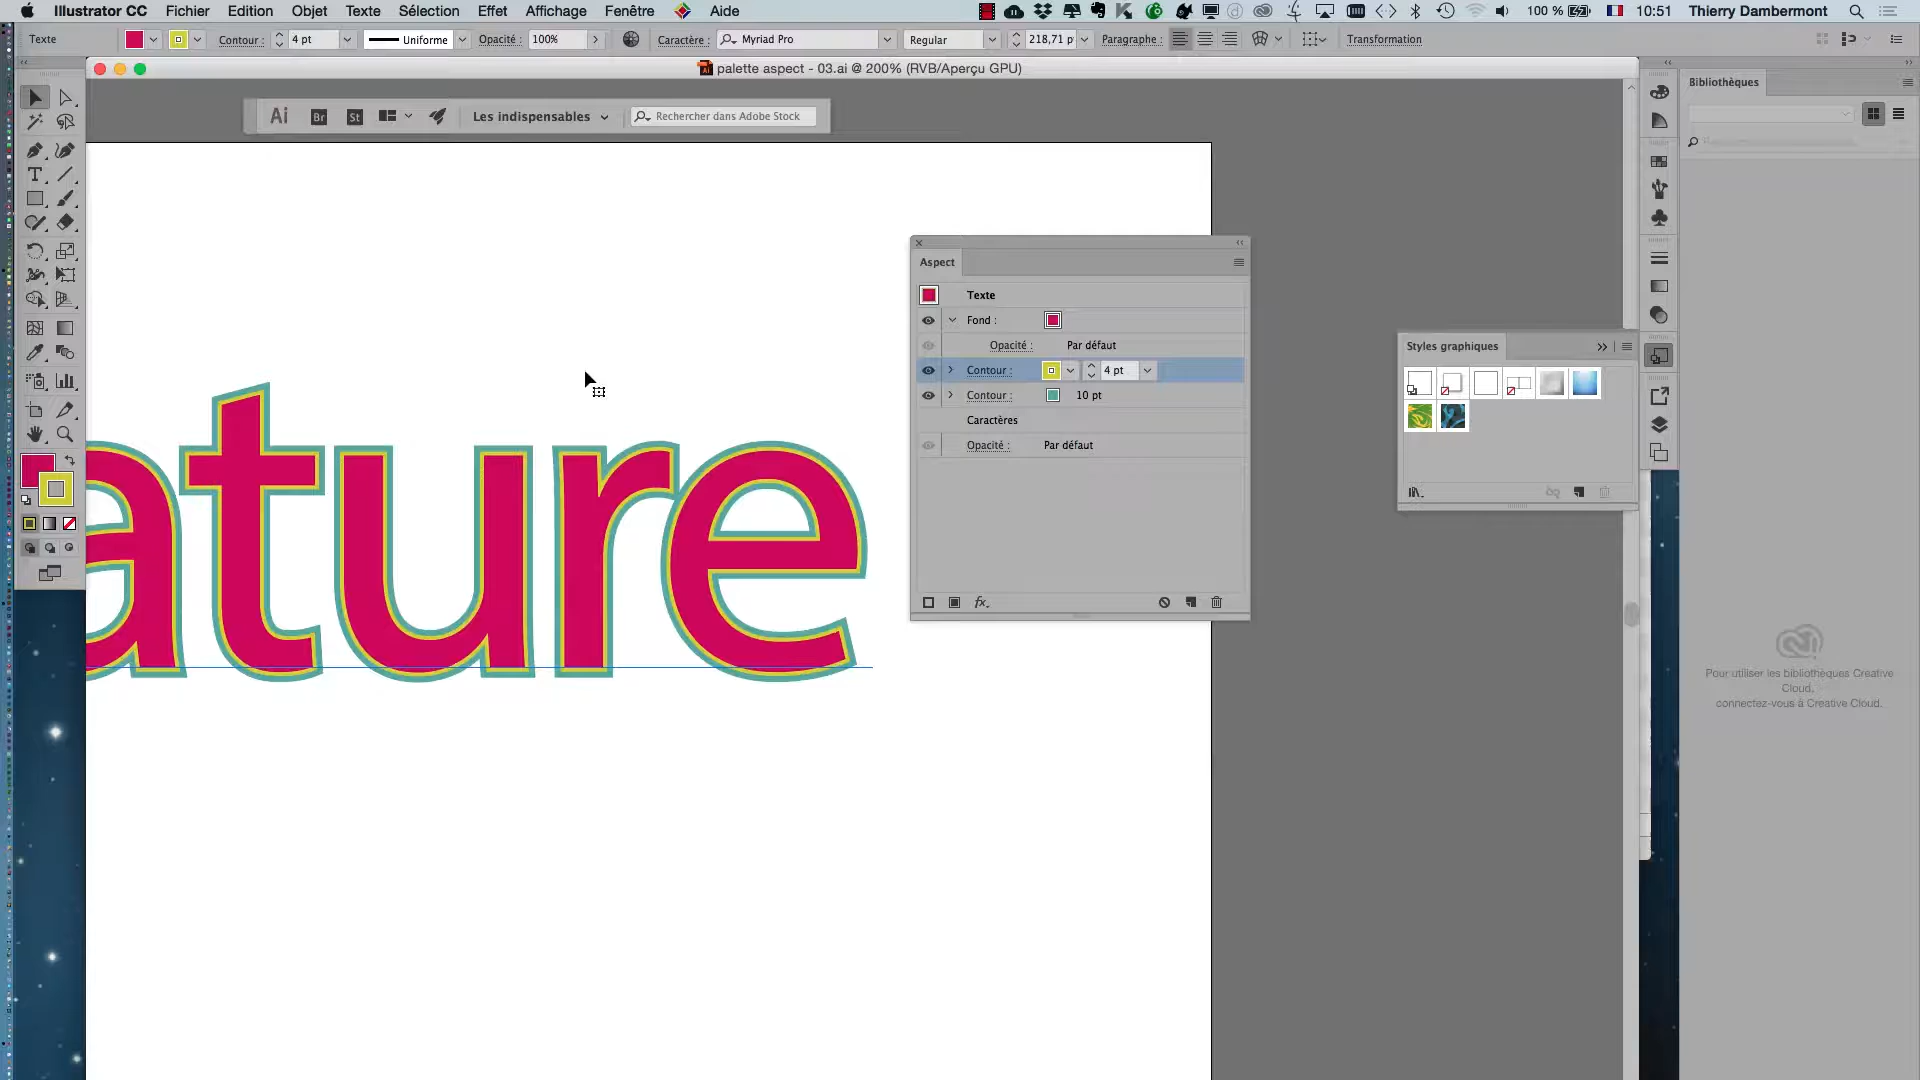 Illustrator CC Fichier Edition Objet Texte Sélection Effet Affichage Fenêtre Aide 100 % 10:51 Thierry Dambermont
Texte Contour : 4 pt Uniforme Opacité : 100% Caractère : Myriad Pro Regular 218,71 p Paragraphe : Transformation
palette aspect - 03.ai @ 200% (RVB/Aperçu GPU)
Bibliothèques
Ai Br St Les indispensables Rechercher dans Adobe Stock
Aspect
Texte
Fond :
Opacité : Par défaut
Contour : 4 pt
Contour : 10 pt
Caractères
Opacité : Par défaut
fx
Styles graphiques
ature
Pour utiliser les bibliothèques Creative
Cloud,
connectez-vous à Creative Cloud.